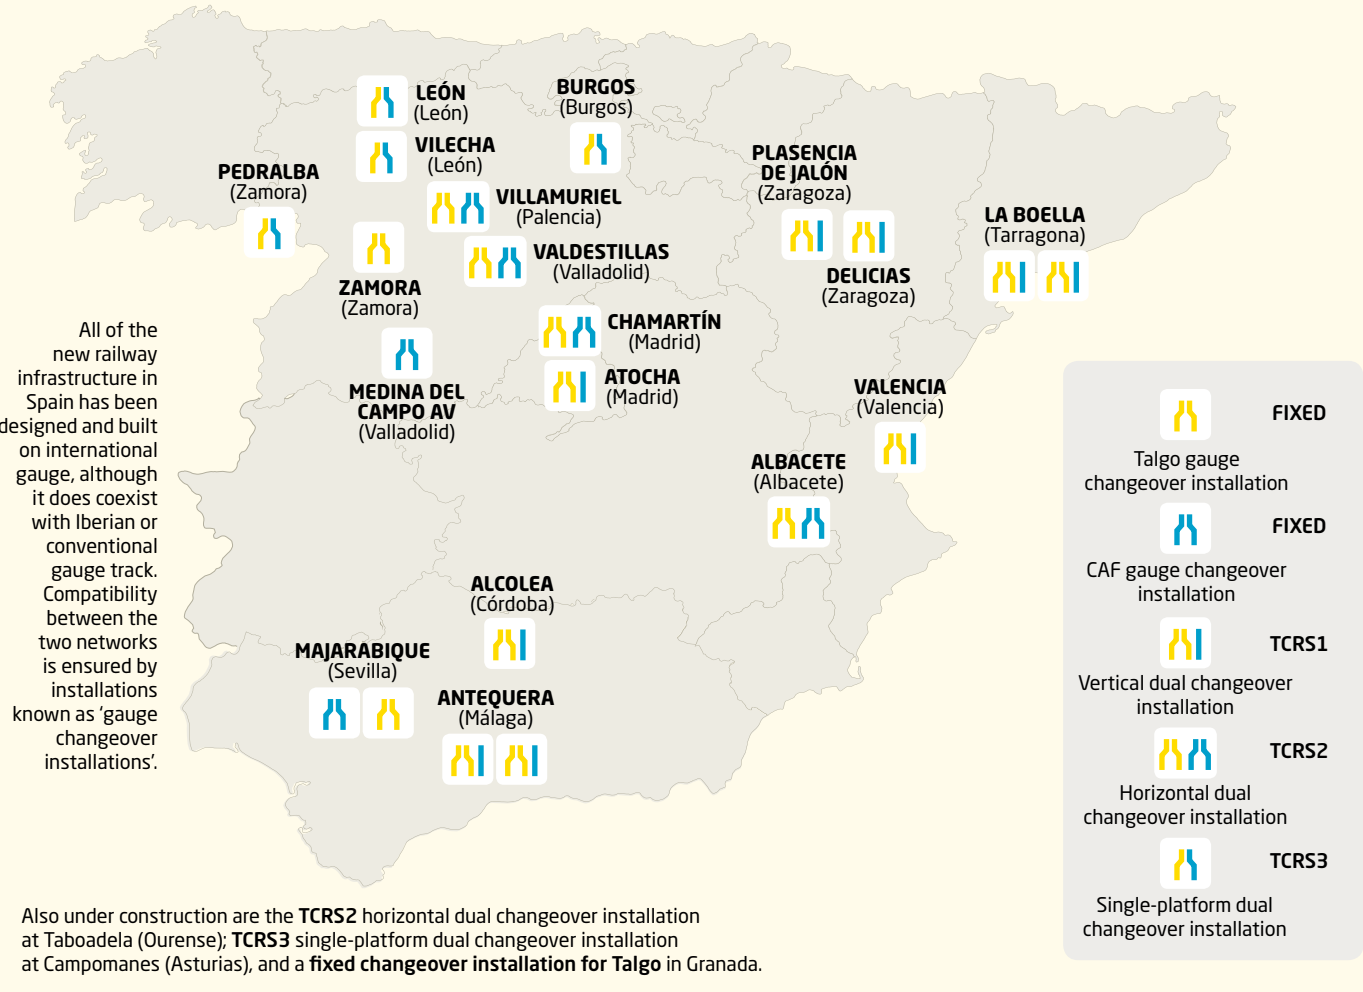 LEÓN
(León)
BURGOS
(Burgos)
VILECHA
(León)
PEDRALBA
(Zamora)
VILLAMURIEL
(Palencia)
PLASENCIA
DE JALÓN
(Zaragoza)
LA BOELLA
(Tarragona)
VALDESTILLAS
(Valladolid)
DELICIAS
(Zaragoza)
ZAMORA
(Zamora)
CHAMARTÍN
(Madrid)
ATOCHA
(Madrid)
MEDINA DEL
CAMPO AV
(Valladolid)
VALENCIA
(Valencia)
ALBACETE
(Albacete)
ALCOLEA
(Córdoba)
MAJARABIQUE
(Sevilla)
ANTEQUERA
(Málaga)
All of the
new railway
infrastructure in
Spain has been
designed and built
on international
gauge, although
it does coexist
with Iberian or
conventional
gauge track.
Compatibility
between the
two networks
is ensured by
installations
known as ‘gauge
changeover
installations’.
FIXED
Talgo gauge
changeover installation
FIXED
CAF gauge changeover
installation
TCRS1
Vertical dual changeover
installation
TCRS2
Horizontal dual
changeover installation
TCRS3
Single-platform dual
changeover installation
Also under construction are the TCRS2 horizontal dual changeover installation
at Taboadela (Ourense); TCRS3 single-platform dual changeover installation
at Campomanes (Asturias), and a fixed changeover installation for Talgo in Granada.